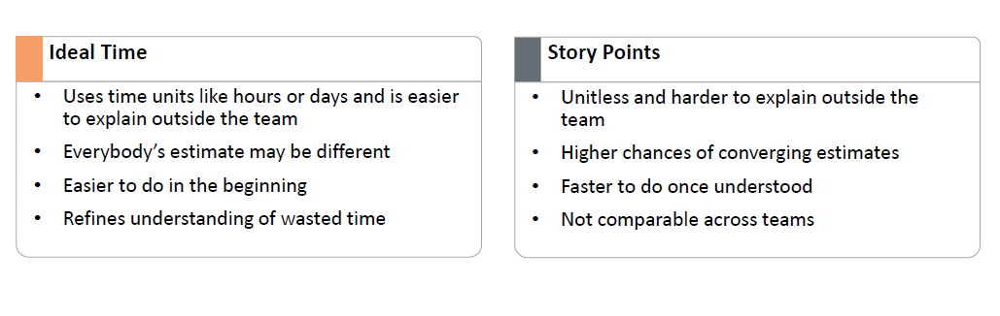 Ideal Time
• Uses time units like hours or days and is easier
to explain outside the team
• Everybody’s estimate may be different
• Easier to do in the beginning
• Refines understanding of wasted time
Story Points
• Unitless and harder to explain outside the
team
• Higher chances of converging estimates
• Faster to do once understood
• Not comparable across teams